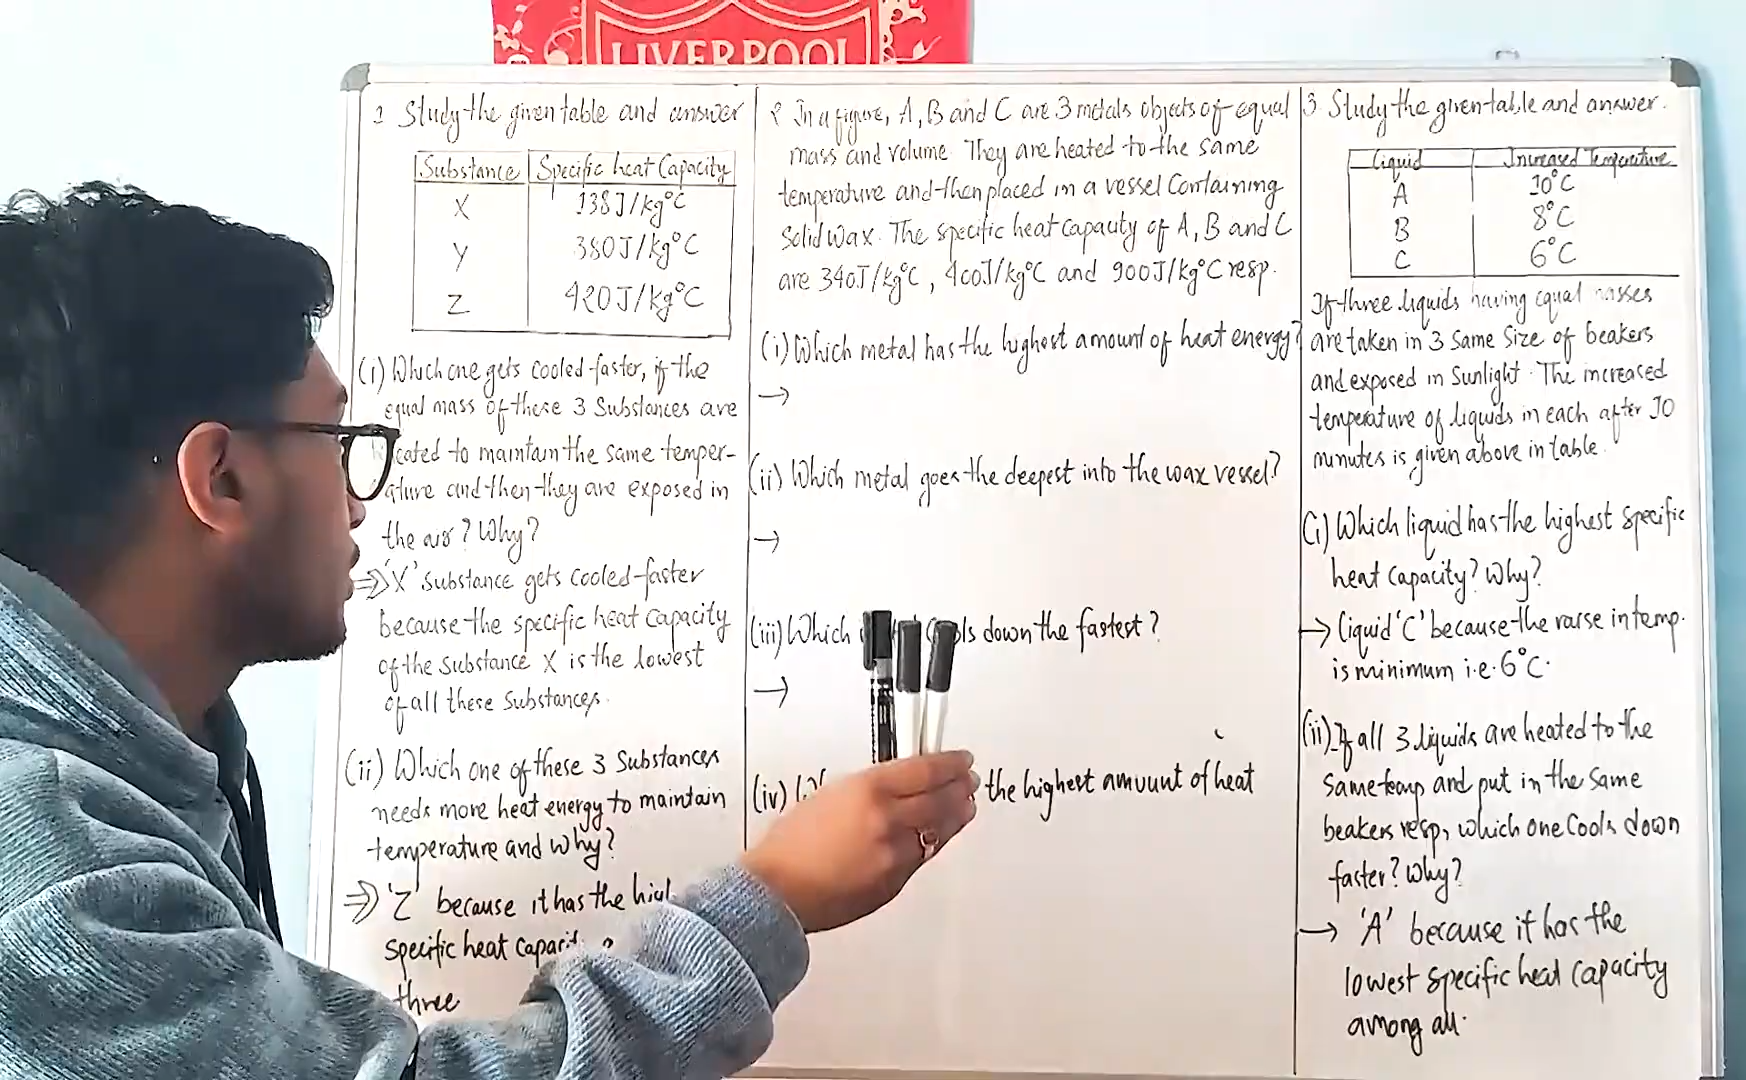 LIVERPOOL
1 Study the given table and answer
Substance Specific heat Capacity
X 138J/kg°C
Y 380J/kg°C
Z 420J/kg°C
(i) Which one gets cooled faster, if the
equal mass of these 3 Substances are
to maintain the same temper-
ature and then they are exposed in
the air? Why?
⇒ 'X' substance gets cooled faster
because the specific heat capacity
of the substance X is the lowest
of all these substances.
(ii) Which one of these 3 Substances
needs more heat energy to maintain
temperature and why?
⇒ 'Z' because it has the
specific heat
three
2 In a figure, A, B and C are 3 metals objects of equal
mass and volume. They are heated to the same
temperature and then placed in a vessel containing
solid wax. The specific heat capacity of A, B and C
are 340J/kg°C, 400J/kg°C and 900J/kg°C resp.
(i) Which metal has the highest amount of heat energy?
→
(ii) Which metal goes the deepest into the wax vessel?
→
(iii) Which down the fastest?
→
(iv) the highest amount of heat
3. Study the given table and answer.
Liquid Increased Temperature
A 10°C
B 8°C
C 6°C
If three liquids having equal masses
are taken in 3 same size of beakers
and exposed in sunlight. The increased
temperature of liquids in each after 10
minutes is given above in table.
(i) Which liquid has the highest specific
heat capacity? Why?
→ Liquid 'C' because the raise in temp.
is minimum i.e. 6°C.
(ii) If all 3 liquids are heated to the
same temp and put in the same
beakers resp, which one cools down
faster? Why?
→ 'A' because it has the
lowest specific heat capacity
among all.